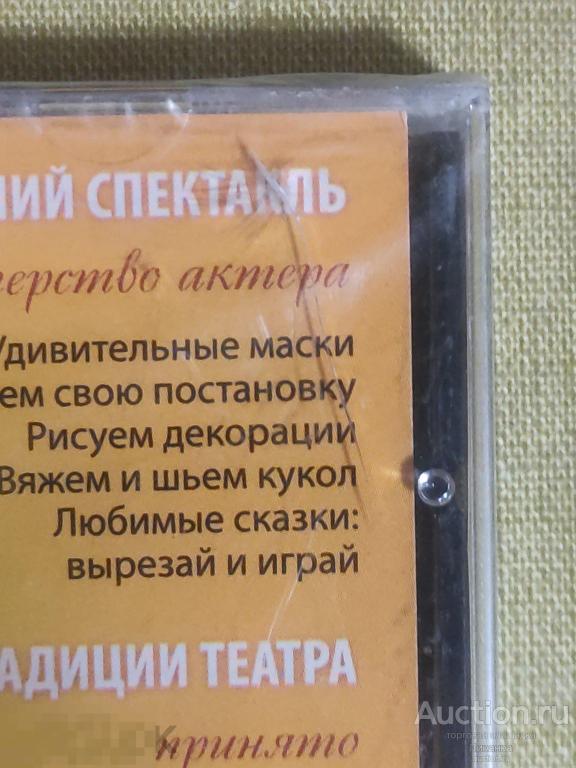 НИЙ СПЕКТАКЛЬ
ерство актера
Удивительные маски
ем свою постановку
Рисуем декорации
Вяжем и шьем кукол
Любимые сказки:
вырезай и играй
АДИЦИИ ТЕАТРА
принято
Auction.ru